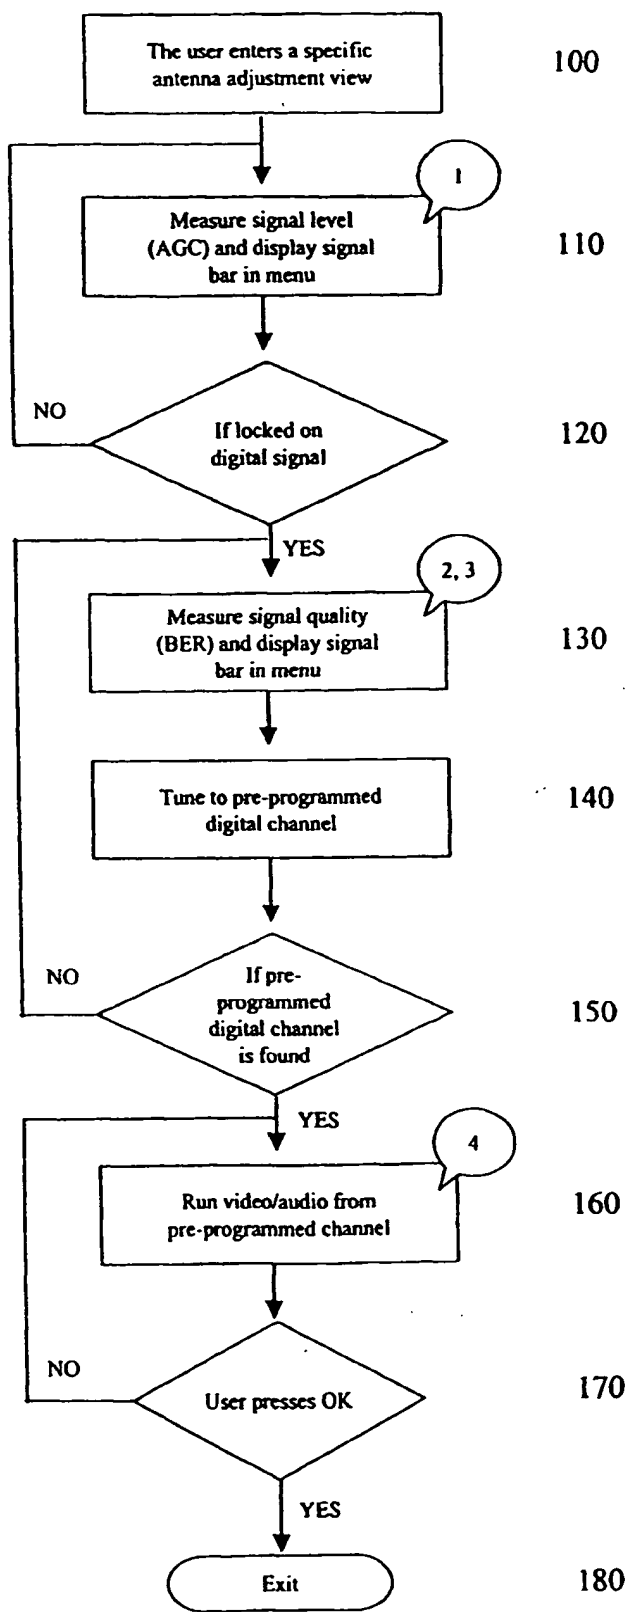 The user enters a specific
antenna adjustment view
100
1
Measure signal level
(AGC) and display signal
bar in menu
110
NO
If locked on
digital signal
120
YES
2, 3
Measure signal quality
(BER) and display signal
bar in menu
130
Tune to pre-programmed
digital channel
140
NO
If pre-
programmed
digital channel
is found
150
YES
4
Run video/audio from
pre-programmed channel
160
NO
User presses OK
170
YES
Exit
180